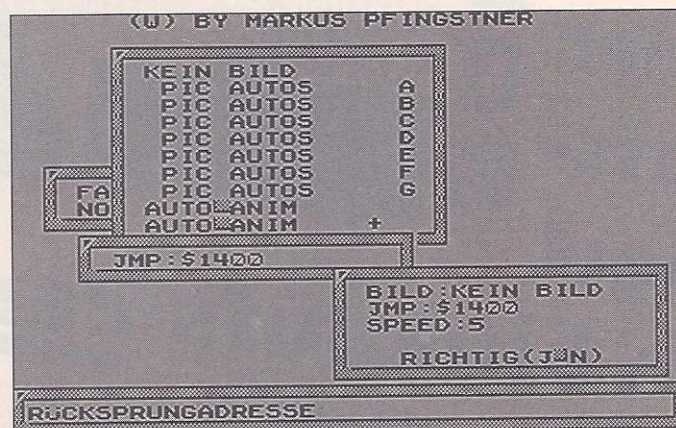 (W) BY MARKUS PFINGSTNER
KEIN BILD
PIC AUTOS A
PIC AUTOS B
PIC AUTOS C
PIC AUTOS D
PIC AUTOS E
PIC AUTOS F
PIC AUTOS G
AUTO ANIM
AUTO ANIM +
FA
NO
JMP:$1400
BILD:KEIN BILD
JMP:$1400
SPEED:5
RICHTIG(J/N)
RÜCKSPRUNGADRESSE